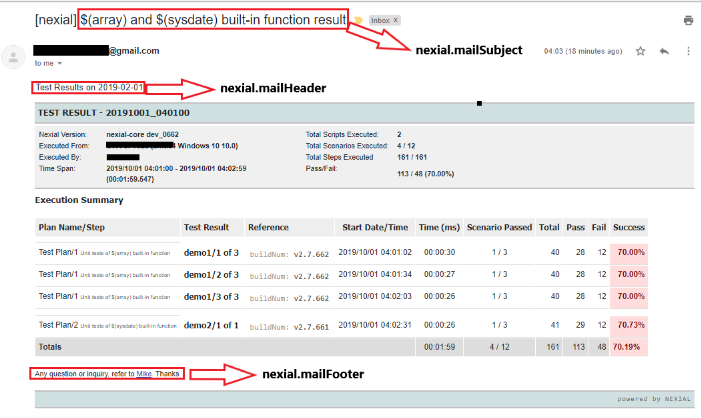 [nexial] $(array) and $(sysdate) built-in function result Inbox x
nexial.mailSubject
@gmail.com 04:03 (18 minutes ago)
to me
Test Results on 2019-02-01 nexial.mailHeader
TEST RESULT - 20191001_040100
Nexial Version: nexial-core dev_0662 Total Scripts Executed: 2
Executed From: Windows 10 10.0) Total Scenarios Executed: 4 / 12
Executed By: Total Steps Executed 161 / 161
Time Span: 2019/10/01 04:01:00 - 2019/10/01 04:02:59 Pass/Fail: 113 / 48 (70.00%)
(00:01:59.547)
Execution Summary
Plan Name/Step Test Result Reference Start Date/Time Time (ms) Scenario Passed Total Pass Fail Success
Test Plan/1 Unit tests of $(array) built-in function demo1/1 of 3 buildNum: v2.7.662 2019/10/01 04:01:02 00:00:30 1 / 3 40 28 12 70.00%
Test Plan/1 Unit tests of $(array) built-in function demo1/2 of 3 buildNum: v2.7.662 2019/10/01 04:01:34 00:00:27 1 / 3 40 28 12 70.00%
Test Plan/1 Unit tests of $(array) built-in function demo1/3 of 3 buildNum: v2.7.662 2019/10/01 04:02:03 00:00:26 1 / 3 40 28 12 70.00%
Test Plan/2 Unit tests of $(sysdate) built-in function demo2/1 of 1 buildNum: v2.7.661 2019/10/01 04:02:31 00:00:26 1 / 3 41 29 12 70.73%
Totals 00:01:59 4 / 12 161 113 48 70.19%
Any question or inquiry, refer to Mike. Thanks nexial.mailFooter
powered by NEXIAL